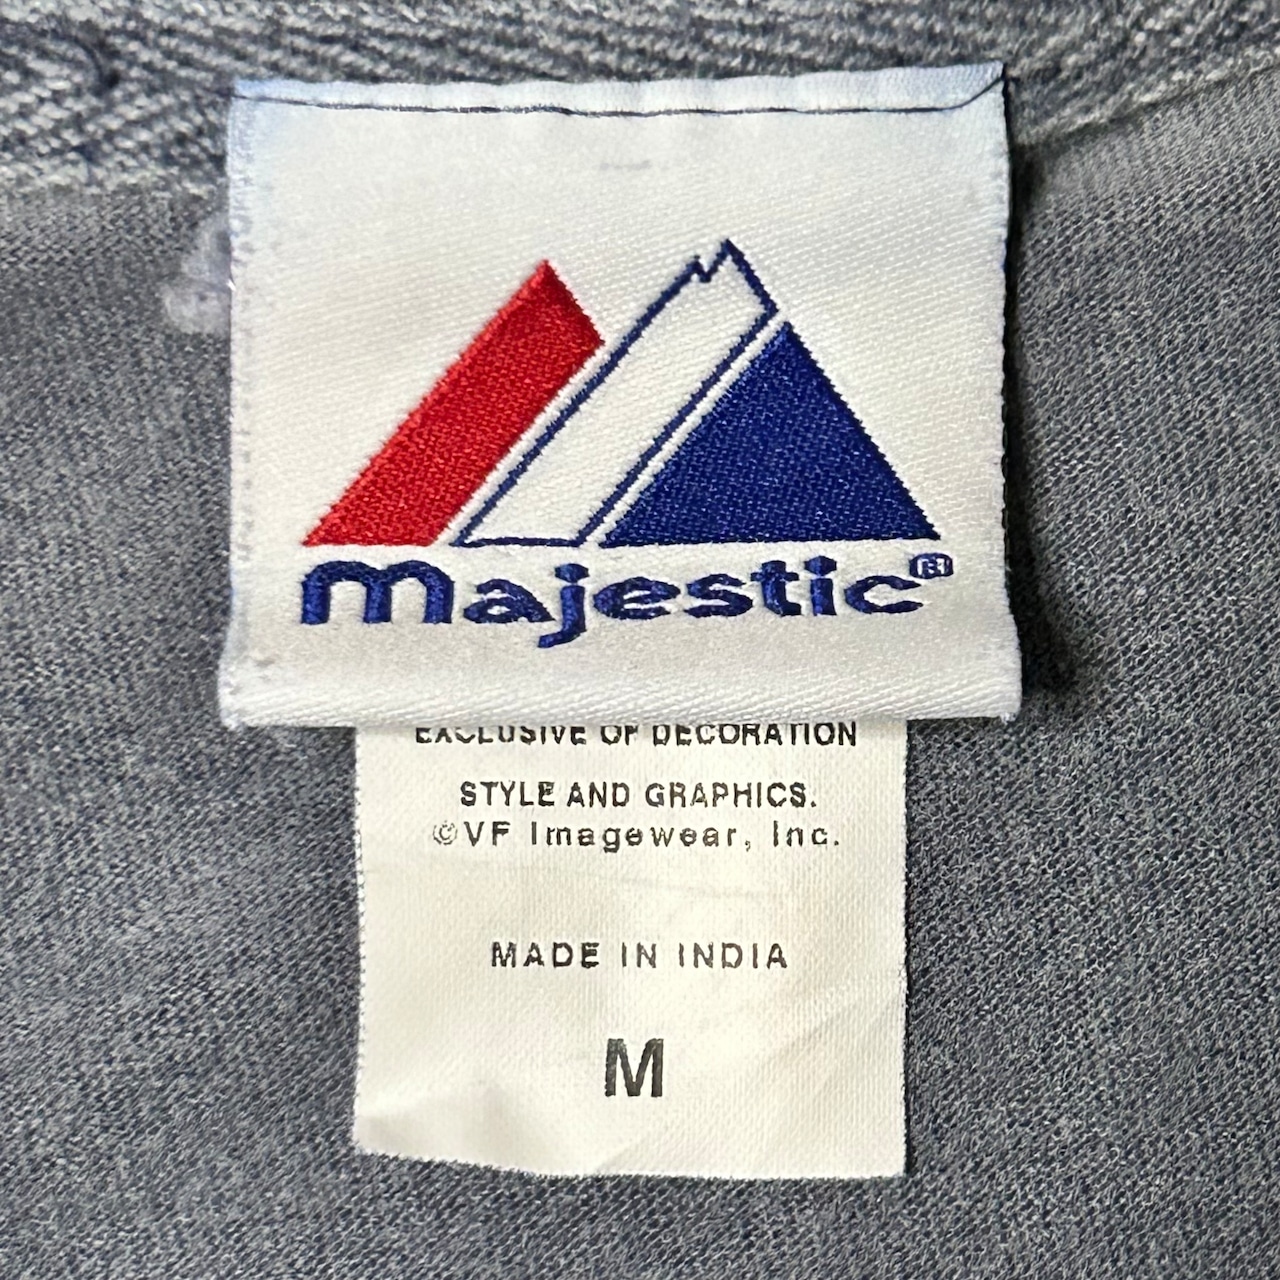 Majestic®
EXCLUSIVE OF DECORATION
STYLE AND GRAPHICS.
©VF Imagewear, Inc.
MADE IN INDIA
M